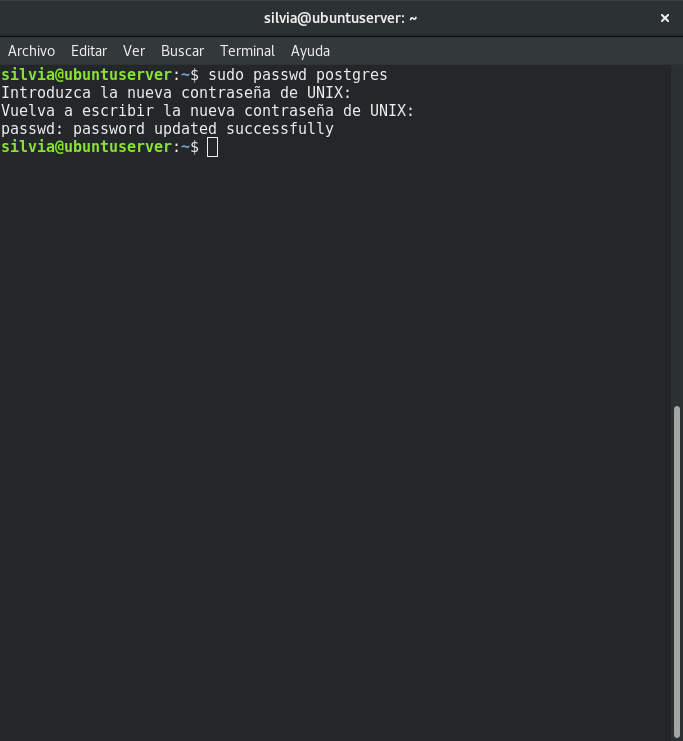 silvia@ubuntuserver: ~
Archivo Editar Ver Buscar Terminal Ayuda
silvia@ubuntuserver:~$ sudo passwd postgres
Introduzca la nueva contraseña de UNIX:
Vuelva a escribir la nueva contraseña de UNIX:
passwd: password updated successfully
silvia@ubuntuserver:~$